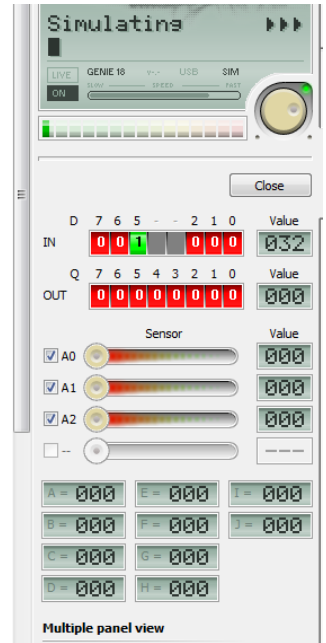 Simulating
LIVE GENIE 18 USB SIM
ON SLOW SPEED FAST
Close
D 7 6 5 - - 2 1 0 Value
IN 0 0 1 0 0 0 032
Q 7 6 5 4 3 2 1 0 Value
OUT 0 0 0 0 0 0 0 0 000
Sensor Value
A0 000
A1 000
A2 000
-- ---
A = 000 E = 000 I = 000
B = 000 F = 000 J = 000
C = 000 G = 000
D = 000 H = 000
Multiple panel view